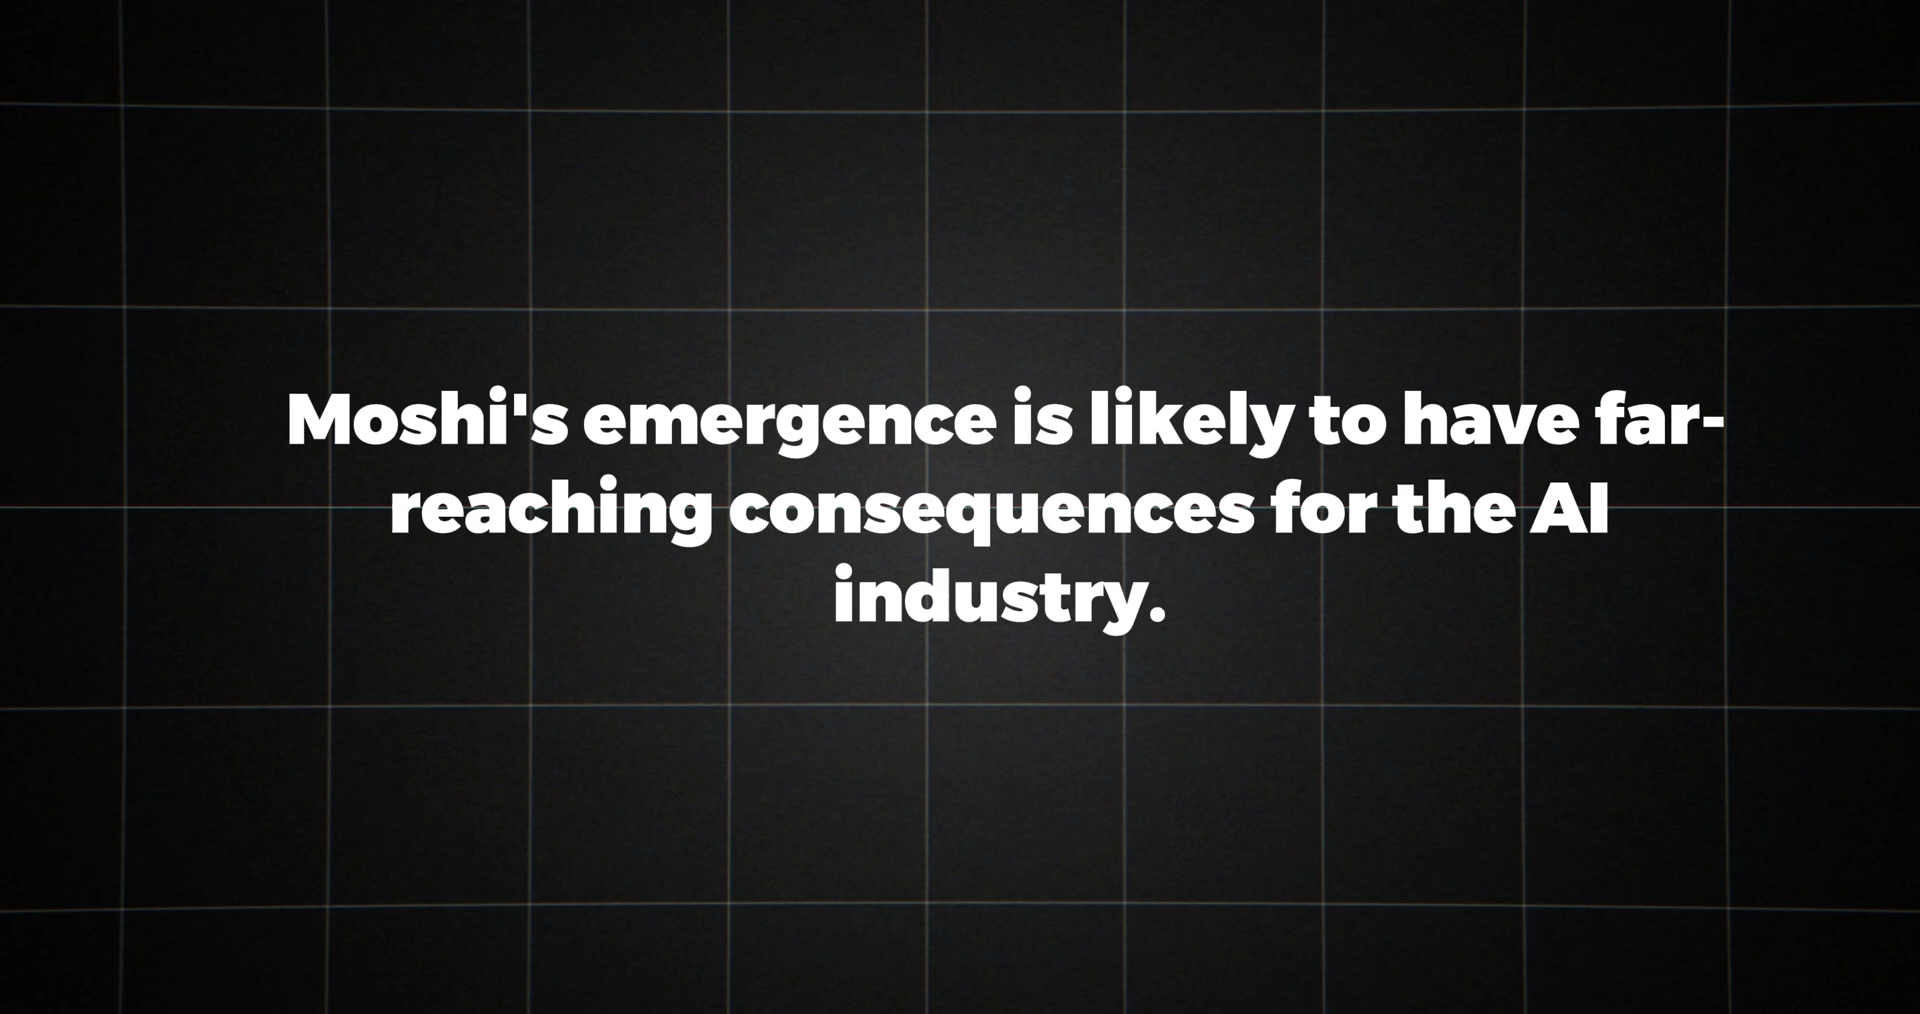 Moshi's emergence is likely to have far-
reaching consequences for the AI
industry.